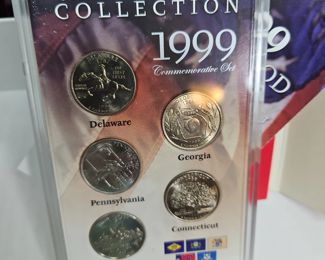 COLLECTION
1999
Commemorative Set
Delaware
Georgia
Pennsylvania
Connecticut